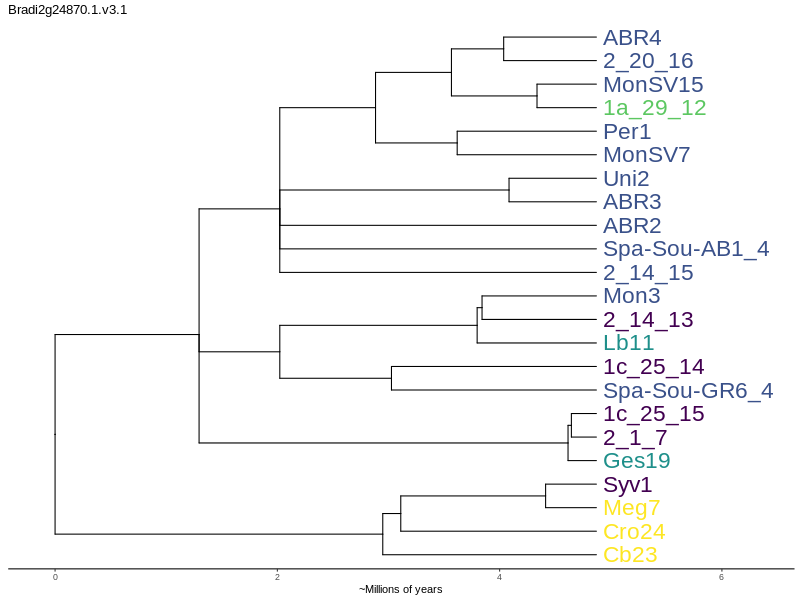 Bradi2g24870.1.v3.1
ABR4
2_20_16
MonSV15
1a_29_12
Per1
MonSV7
Uni2
ABR3
ABR2
Spa-Sou-AB1_4
2_14_15
Mon3
2_14_13
Lb11
1c_25_14
Spa-Sou-GR6_4
1c_25_15
2_1_7
Ges19
Syv1
Meg7
Cro24
Cb23
0 2 4 6
~Millions of years